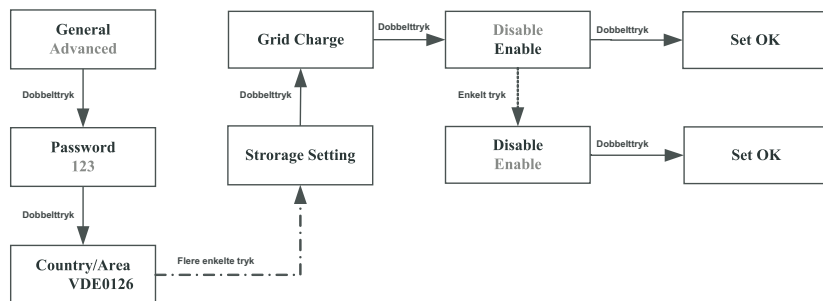 General
Advanced
Dobbelttryk
Password
123
Dobbelttryk
Country/Area
VDE0126
Flere enkelte tryk
Strorage Setting
Dobbelttryk
Grid Charge
Dobbelttryk
Disable
Enable
Dobbelttryk
Set OK
Enkelt tryk
Disable
Enable
Dobbelttryk
Set OK